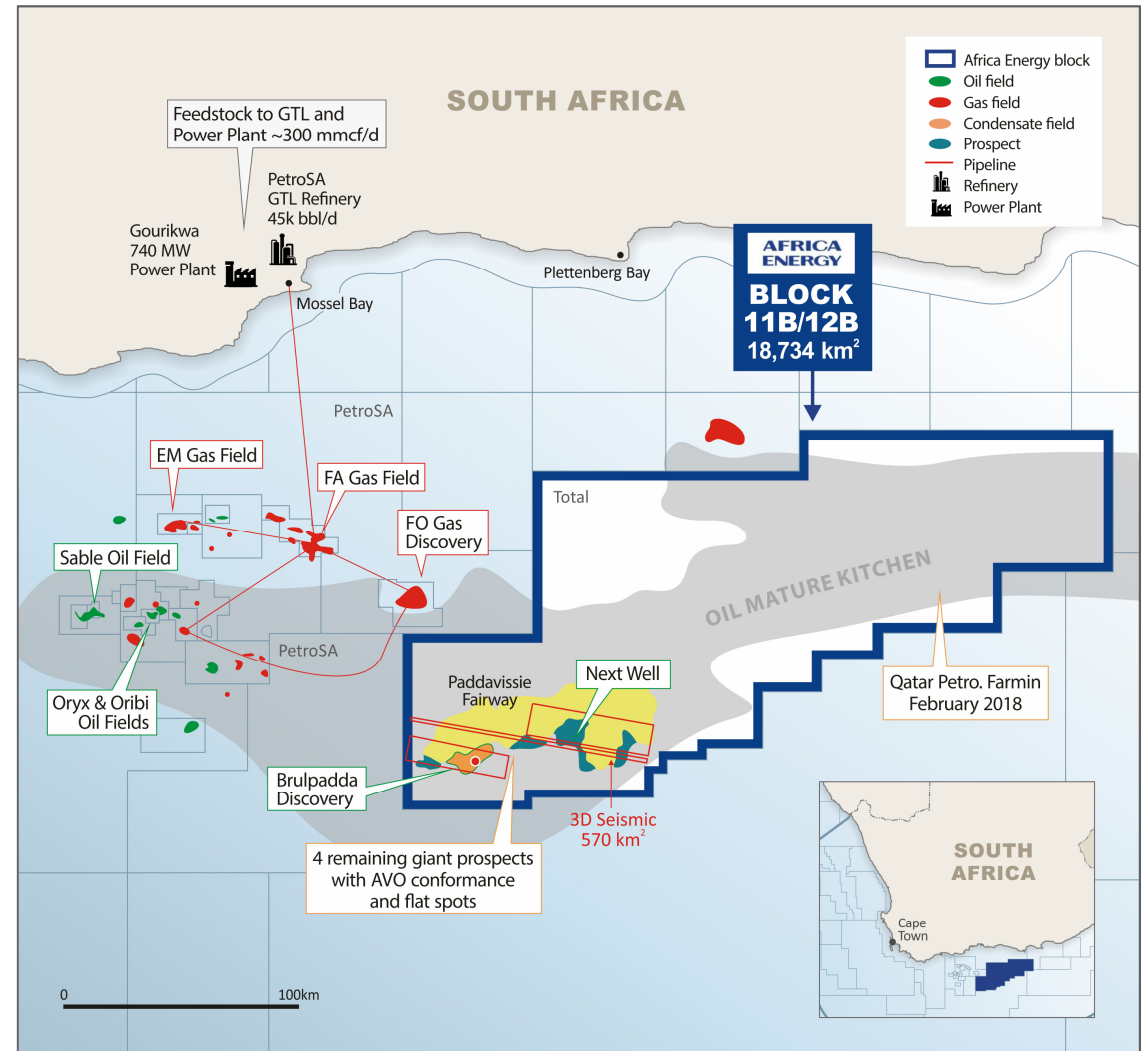 SOUTH AFRICA
Africa Energy block
Oil field
Gas field
Condensate field
Prospect
Pipeline
Refinery
Power Plant
Feedstock to GTL and
Power Plant ~300 mmcf/d
PetroSA
GTL Refinery
45k bbl/d
Gourikwa
740 MW
Power Plant
Mossel Bay
Plettenberg Bay
AFRICA
ENERGY
BLOCK
11B/12B
18,734 km²
PetroSA
EM Gas Field
FA Gas Field
FO Gas
Discovery
Total
Sable Oil Field
OIL MATURE KITCHEN
PetroSA
Oryx & Oribi
Oil Fields
Paddavissie
Fairway
Next Well
Qatar Petro. Farmin
February 2018
Brulpadda
Discovery
3D Seismic
570 km²
4 remaining giant prospects
with AVO conformance
and flat spots
SOUTH
AFRICA
Cape
Town
0 100km